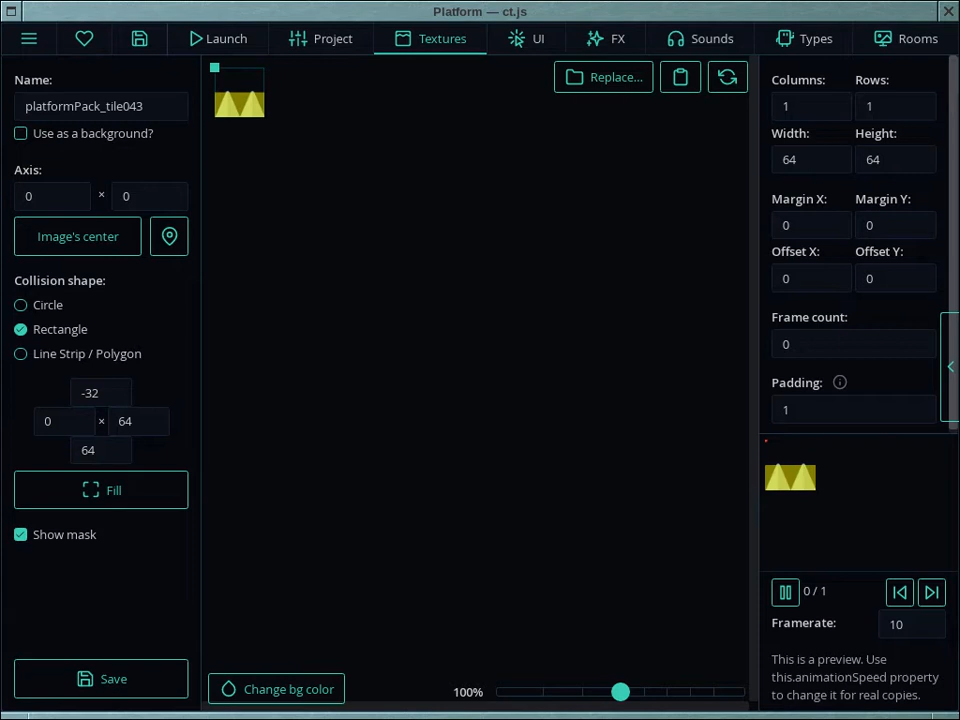 Platform — ct.js
Launch
Project
Textures
UI
FX
Sounds
Types
Rooms
Name:
platformPack_tile043
Use as a background?
Axis:
0 × 0
Image's center
Collision shape:
Circle
Rectangle
Line Strip / Polygon
-32
0 × 64
64
Fill
Show mask
Save
Replace...
Change bg color
100%
Columns: Rows:
1 1
Width: Height:
64 64
Margin X: Margin Y:
0 0
Offset X: Offset Y:
0 0
Frame count:
0
Padding:
1
0 / 1
Framerate: 10
This is a preview. Use
this.animationSpeed property
to change it for real copies.